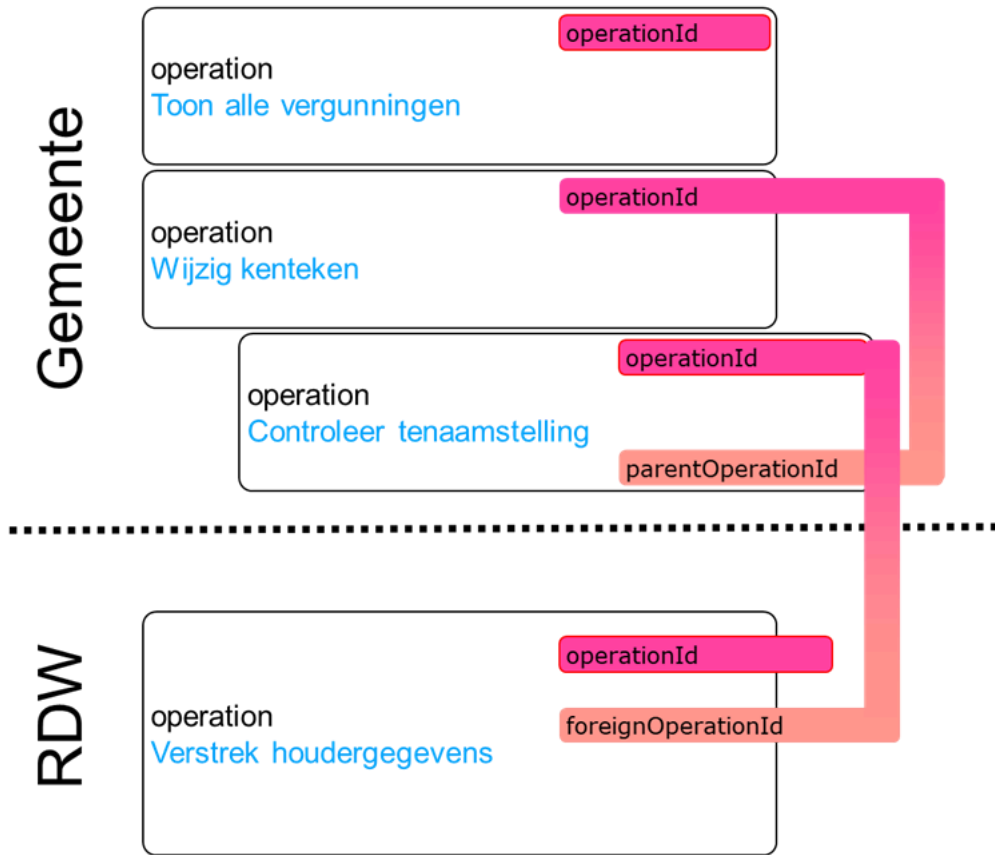 Gemeente
operationId
operation
Toon alle vergunningen
operationId
operation
Wijzig kenteken
operationId
operation
Controleer tenaamstelling
parentOperationId
RDW
operationId
operation
foreignOperationId
Verstrek houdergegevens